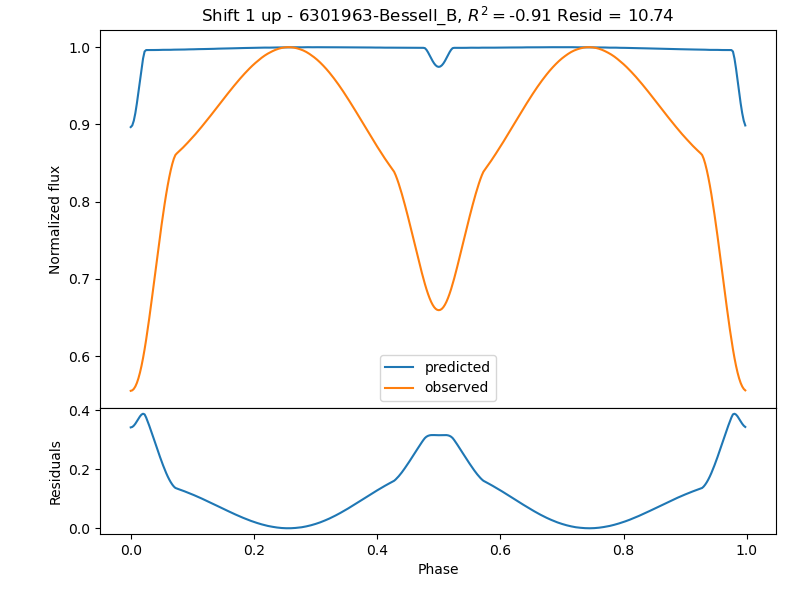 Shift 1 up - 6301963-Bessell_B, $R^2 = $-0.91 Resid = 10.74
1.0
0.9
0.8
0.7
0.6
Normalized flux
predicted
observed
0.4
0.2
0.0
Residuals
0.0 0.2 0.4 0.6 0.8 1.0
Phase